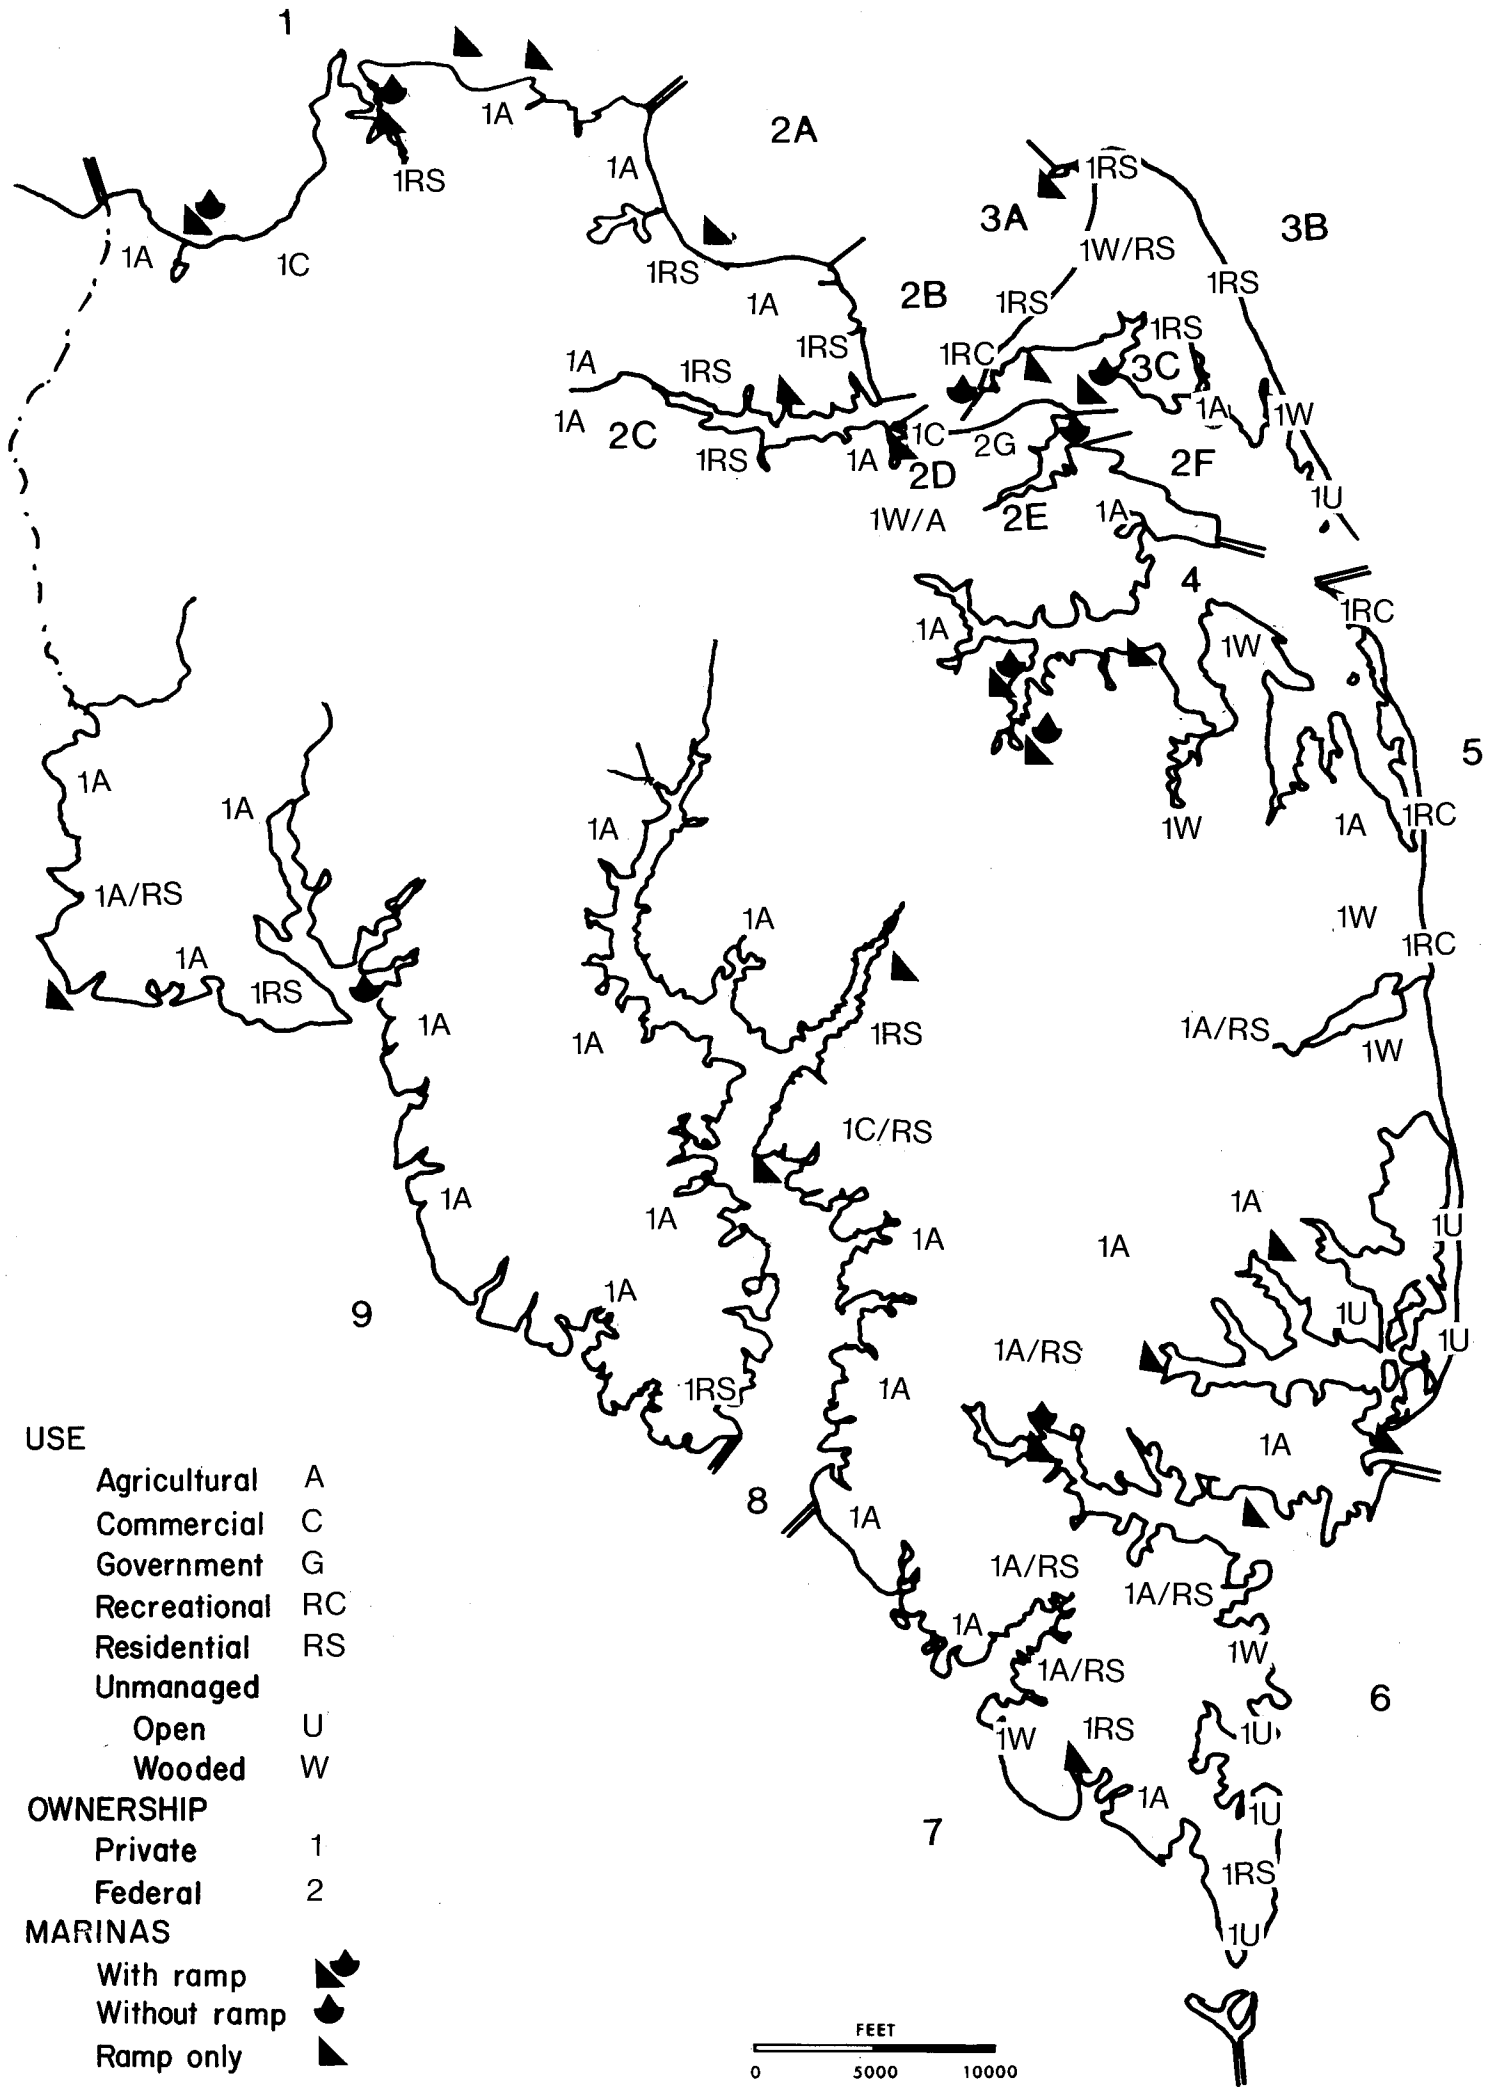 1
1A
2A
1RS
1A
1RS
3A
3B
1W/RS
1A
1C
1RS
1RS
2B
1RS
1A
1RS
1RS
1RC
3C
1A
1RS
1A
1A
1W
2C
1C
2G
1RS
1A
2D
2F
1U
1W/A
2E
1A
4
1RC
1A
1W
5
1A
1A
1A
1W
1A
1RC
1A/RS
1A
1W
1RC
1A
1RS
1A
1A
1RS
1A/RS
1W
1C/RS
1A
1A
1A
1A
1A
1A
1U
9
1A
1U
1U
1A/RS
1RS
1A
1A
8
1A
1A/RS
1A/RS
1A
1W
1A/RS
6
1W
1RS
1U
1A
1U
7
1RS
1U
USE
Agricultural A
Commercial C
Government G
Recreational RC
Residential RS
Unmanaged
Open U
Wooded W
OWNERSHIP
Private 1
Federal 2
MARINAS
With ramp
Without ramp
Ramp only
FEET
0 5000 10000